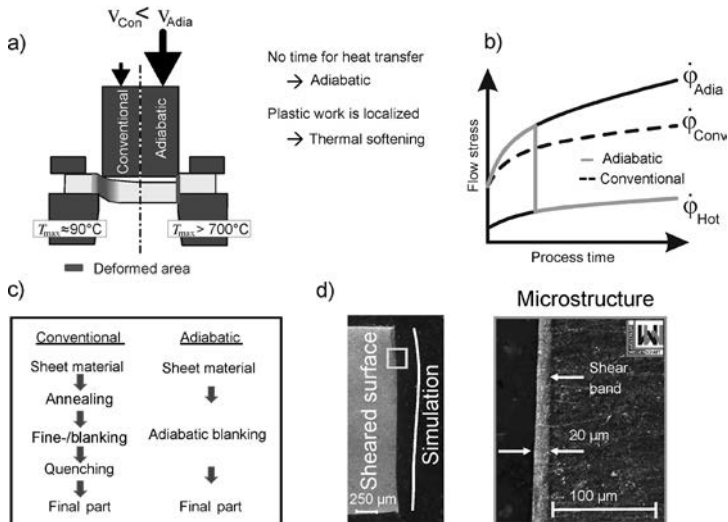 a)
v_Con < v_Adia
Conventional
Adiabatic
T_max≈90°C
T_max> 700°C
Deformed area
No time for heat transfer
→ Adiabatic
Plastic work is localized
→ Thermal softening
b)
Flow stress
φ̇_Adia
φ̇_Conv
Adiabatic
Conventional
φ̇_Hot
Process time
c)
Conventional
Sheet material
Annealing
Fine-/blanking
Quenching
Final part
Adiabatic
Sheet material
Adiabatic blanking
Final part
d)
Sheared surface
Simulation
250 µm
Microstructure
Shear
band
20 µm
100 µm